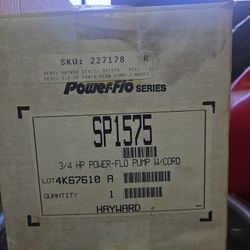 SKU: 227178 R
Power-Flo SERIES
SP1575
3/4 HP POWER-FLO PUMP W/CORD
LOT 4K67610 A
QUANTITY 1
HAYWARD